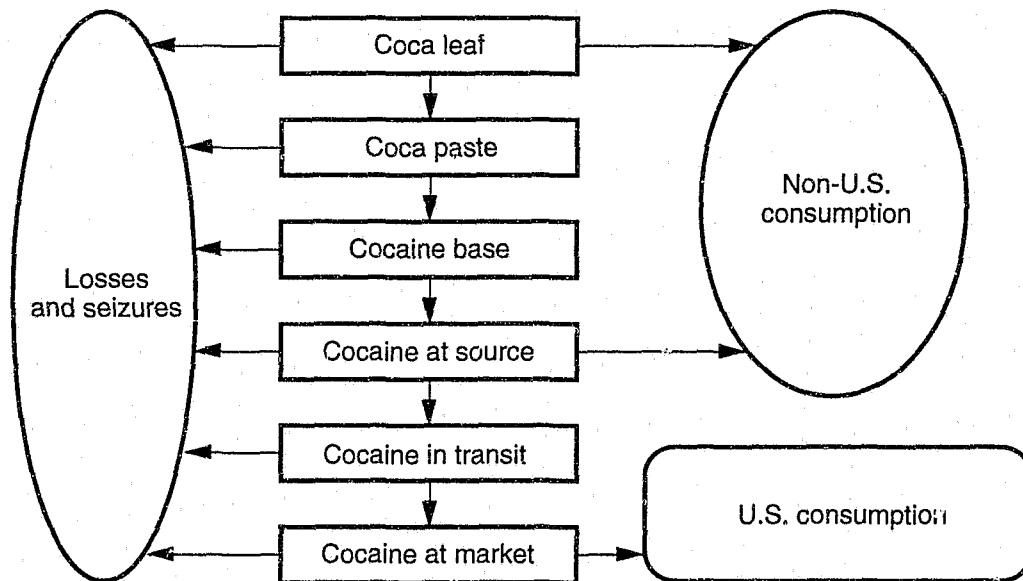 Coca leaf
Coca paste
Cocaine base
Cocaine at source
Cocaine in transit
Cocaine at market
Losses
and seizures
Non-U.S.
consumption
U.S. consumption